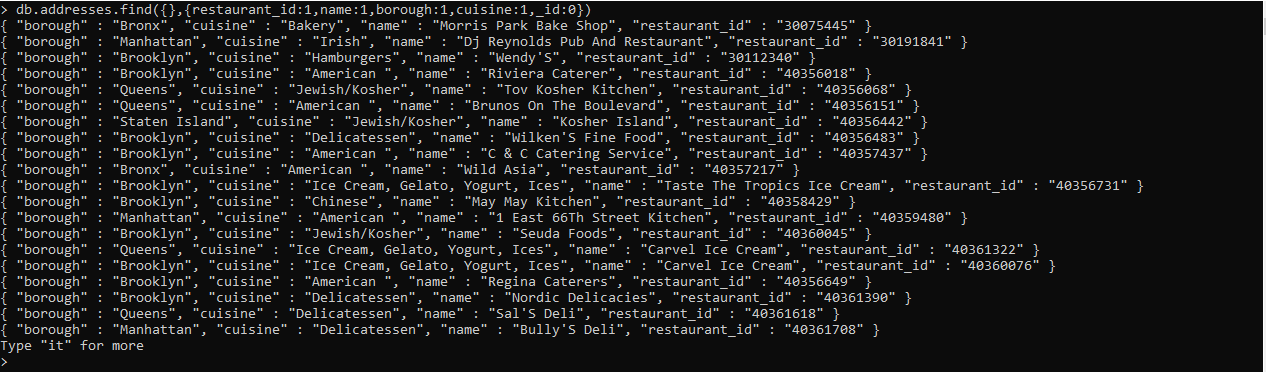 > db.addresses.find({},{restaurant_id:1,name:1,borough:1,cuisine:1,_id:0})
{ "borough" : "Bronx", "cuisine" : "Bakery", "name" : "Morris Park Bake Shop", "restaurant_id" : "30075445" }
{ "borough" : "Manhattan", "cuisine" : "Irish", "name" : "Dj Reynolds Pub And Restaurant", "restaurant_id" : "30191841" }
{ "borough" : "Brooklyn", "cuisine" : "Hamburgers", "name" : "Wendy'S", "restaurant_id" : "30112340" }
{ "borough" : "Brooklyn", "cuisine" : "American ", "name" : "Riviera Caterer", "restaurant_id" : "40356018" }
{ "borough" : "Queens", "cuisine" : "Jewish/Kosher", "name" : "Tov Kosher Kitchen", "restaurant_id" : "40356068" }
{ "borough" : "Queens", "cuisine" : "American ", "name" : "Brunos On The Boulevard", "restaurant_id" : "40356151" }
{ "borough" : "Staten Island", "cuisine" : "Jewish/Kosher", "name" : "Kosher Island", "restaurant_id" : "40356442" }
{ "borough" : "Brooklyn", "cuisine" : "Delicatessen", "name" : "Wilken'S Fine Food", "restaurant_id" : "40356483" }
{ "borough" : "Brooklyn", "cuisine" : "American ", "name" : "C & C Catering Service", "restaurant_id" : "40357437" }
{ "borough" : "Bronx", "cuisine" : "American ", "name" : "Wild Asia", "restaurant_id" : "40357217" }
{ "borough" : "Brooklyn", "cuisine" : "Ice Cream, Gelato, Yogurt, Ices", "name" : "Taste The Tropics Ice Cream", "restaurant_id" : "40356731" }
{ "borough" : "Brooklyn", "cuisine" : "Chinese", "name" : "May May Kitchen", "restaurant_id" : "40358429" }
{ "borough" : "Manhattan", "cuisine" : "American ", "name" : "1 East 66Th Street Kitchen", "restaurant_id" : "40359480" }
{ "borough" : "Brooklyn", "cuisine" : "Jewish/Kosher", "name" : "Seuda Foods", "restaurant_id" : "40360045" }
{ "borough" : "Queens", "cuisine" : "Ice Cream, Gelato, Yogurt, Ices", "name" : "Carvel Ice Cream", "restaurant_id" : "40361322" }
{ "borough" : "Brooklyn", "cuisine" : "Ice Cream, Gelato, Yogurt, Ices", "name" : "Carvel Ice Cream", "restaurant_id" : "40360076" }
{ "borough" : "Brooklyn", "cuisine" : "American ", "name" : "Regina Caterers", "restaurant_id" : "40356649" }
{ "borough" : "Brooklyn", "cuisine" : "Delicatessen", "name" : "Nordic Delicacies", "restaurant_id" : "40361390" }
{ "borough" : "Queens", "cuisine" : "Delicatessen", "name" : "Sal'S Deli", "restaurant_id" : "40361618" }
{ "borough" : "Manhattan", "cuisine" : "Delicatessen", "name" : "Bully'S Deli", "restaurant_id" : "40361708" }
Type "it" for more
>